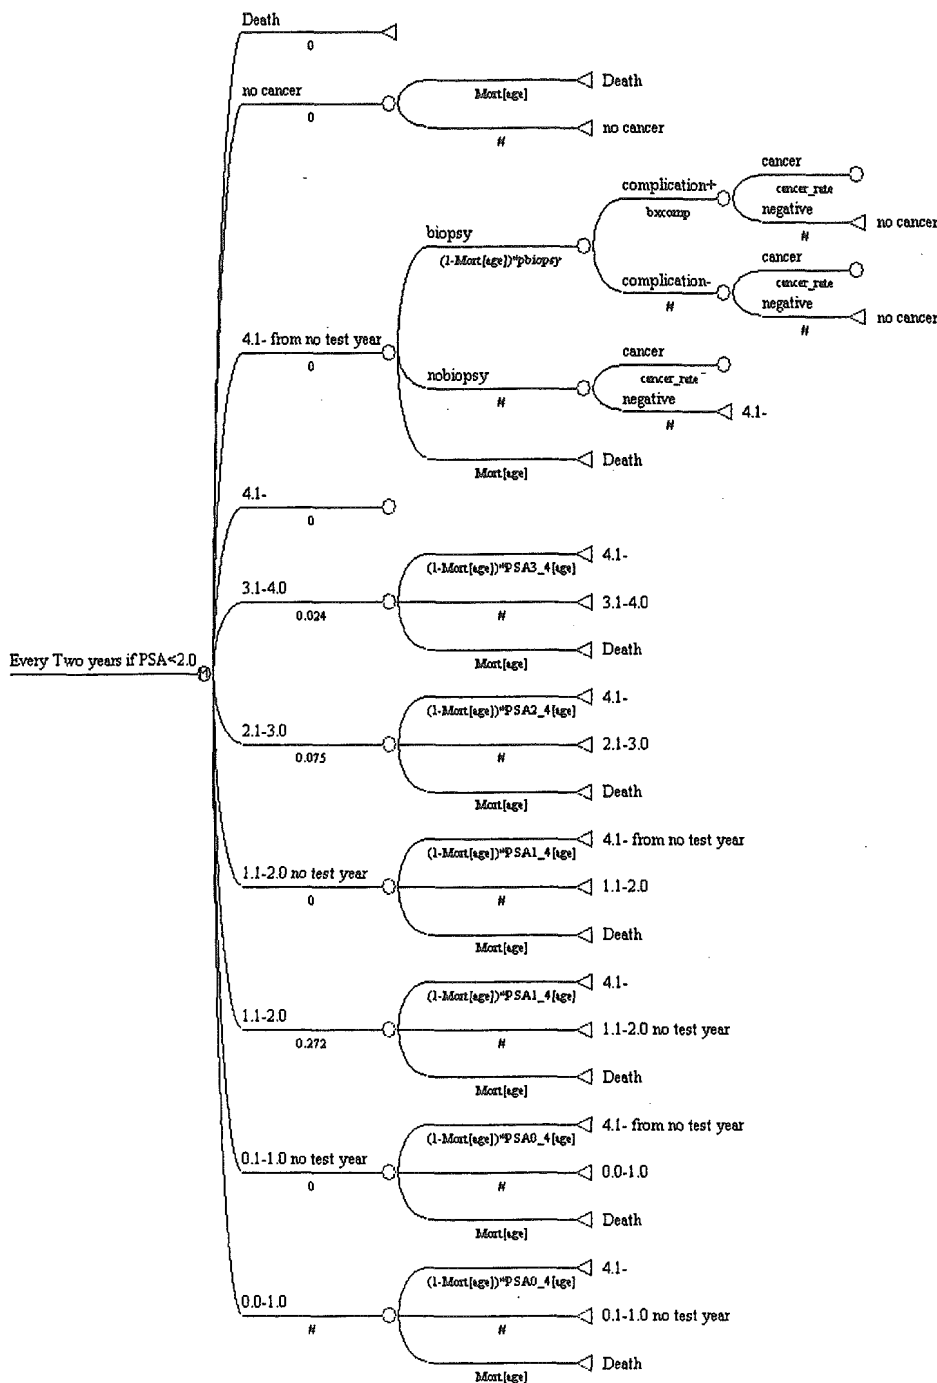 Death
0
no cancer
0
Mort[age]
Death
#
no cancer
4.1- from no test year
0
biopsy
(1-Mort[age])*pbiopsy
complication+
bxcomp
cancer
cancer_rate
negative
#
no cancer
complication-
#
cancer
cancer_rate
negative
#
no cancer
nobiopsy
#
cancer
cancer_rate
negative
#
4.1-
Mort[age]
Death
4.1-
0
3.1-4.0
0.024
(1-Mort[age])*PSA3_4[age]
4.1-
#
3.1-4.0
Mort[age]
Death
Every Two years if PSA<2.0
M
2.1-3.0
0.075
(1-Mort[age])*PSA2_4[age]
4.1-
#
2.1-3.0
Mort[age]
Death
1.1-2.0 no test year
0
(1-Mort[age])*PSA1_4[age]
4.1- from no test year
#
1.1-2.0
Mort[age]
Death
1.1-2.0
0.272
(1-Mort[age])*PSA1_4[age]
4.1-
#
1.1-2.0 no test year
Mort[age]
Death
0.1-1.0 no test year
0
(1-Mort[age])*PSA0_4[age]
4.1- from no test year
#
0.0-1.0
Mort[age]
Death
0.0-1.0
#
(1-Mort[age])*PSA0_4[age]
4.1-
#
0.1-1.0 no test year
Mort[age]
Death